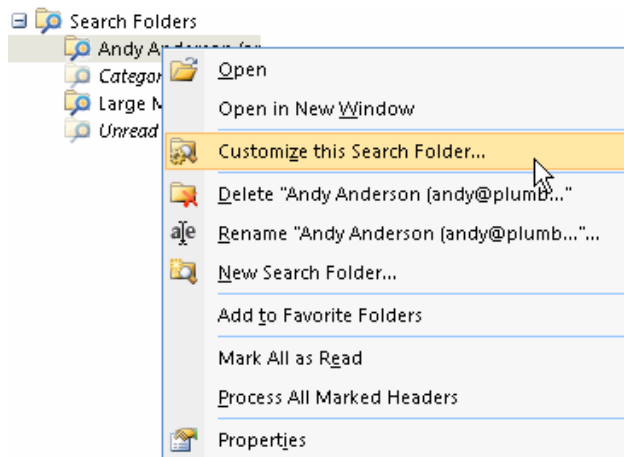 Search Folders
Andy Anderson (an
Categor
Large M
Unread
Open
Open in New Window
Customize this Search Folder...
Delete "Andy Anderson (andy@plumb..."
Rename "Andy Anderson (andy@plumb..."...
New Search Folder...
Add to Favorite Folders
Mark All as Read
Process All Marked Headers
Properties